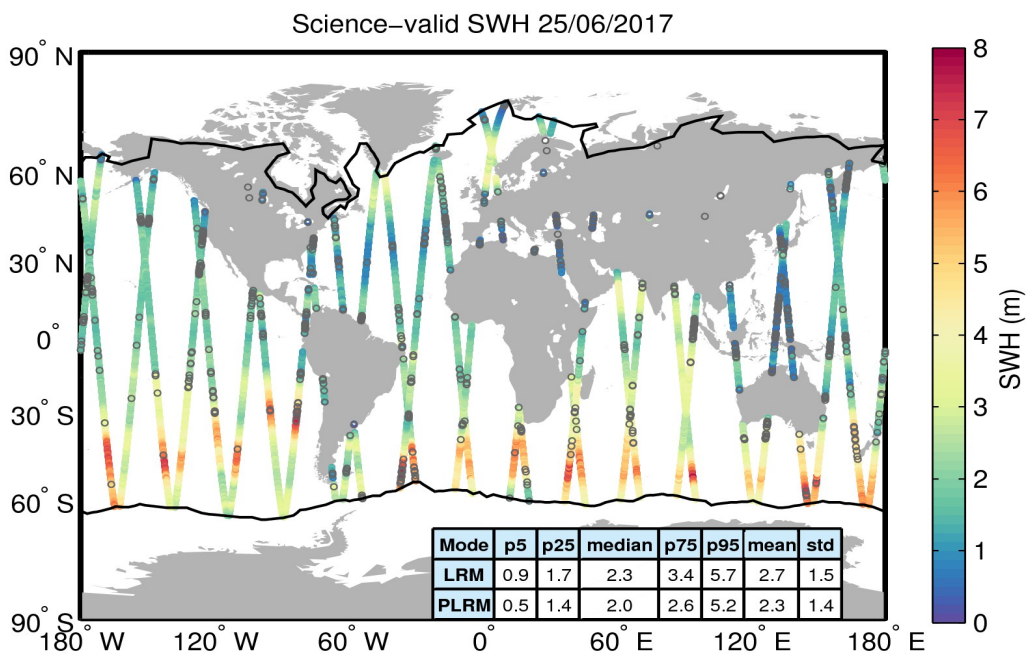 Science−valid SWH 25/06/2017
90° N
60° N
30° N
0°
30° S
60° S
90° S
180° W
120° W
60° W
0°
60° E
120° E
180° E
8
7
6
5
4
3
2
1
0
SWH (m)
Mode p5 p25 median p75 p95 mean std
LRM 0.9 1.7 2.3 3.4 5.7 2.7 1.5
PLRM 0.5 1.4 2.0 2.6 5.2 2.3 1.4